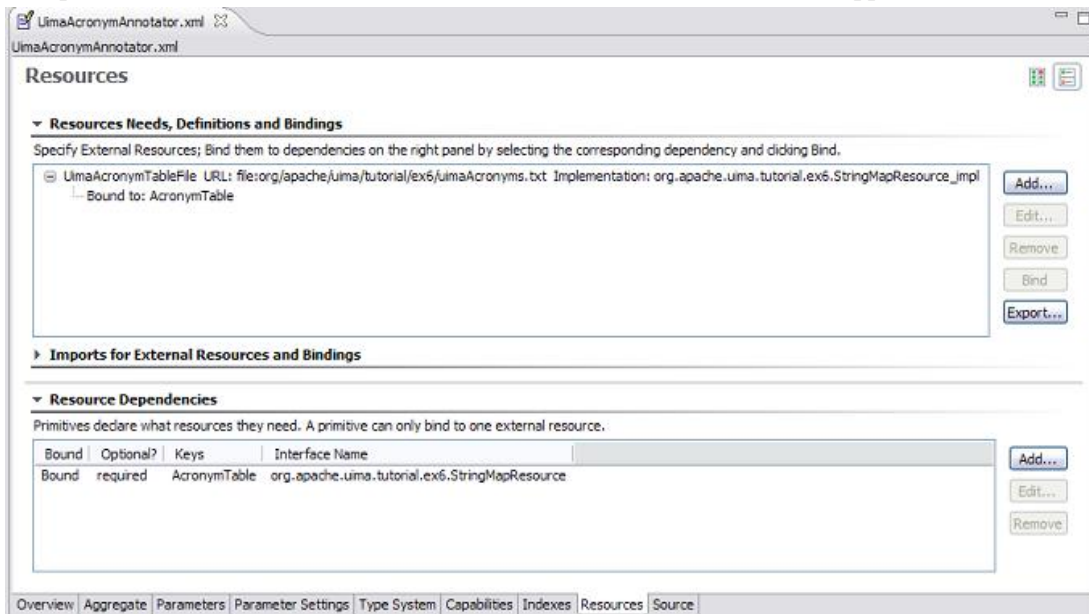 UimaAcronymAnnotator.xml
UimaAcronymAnnotator.xml
Resources
Resources Needs, Definitions and Bindings
Specify External Resources; Bind them to dependencies on the right panel by selecting the corresponding dependency and clicking Bind.
UimaAcronymTableFile URL: file:org/apache/uima/tutorial/ex6/uimaAcronyms.txt Implementation: org.apache.uima.tutorial.ex6.StringMapResource_impl
Bound to: AcronymTable
Add...
Edit...
Remove
Bind
Export...
Imports for External Resources and Bindings
Resource Dependencies
Primitives declare what resources they need. A primitive can only bind to one external resource.
Bound Optional? Keys Interface Name
Bound required AcronymTable org.apache.uima.tutorial.ex6.StringMapResource
Add...
Edit...
Remove
Overview Aggregate Parameters Parameter Settings Type System Capabilities Indexes Resources Source